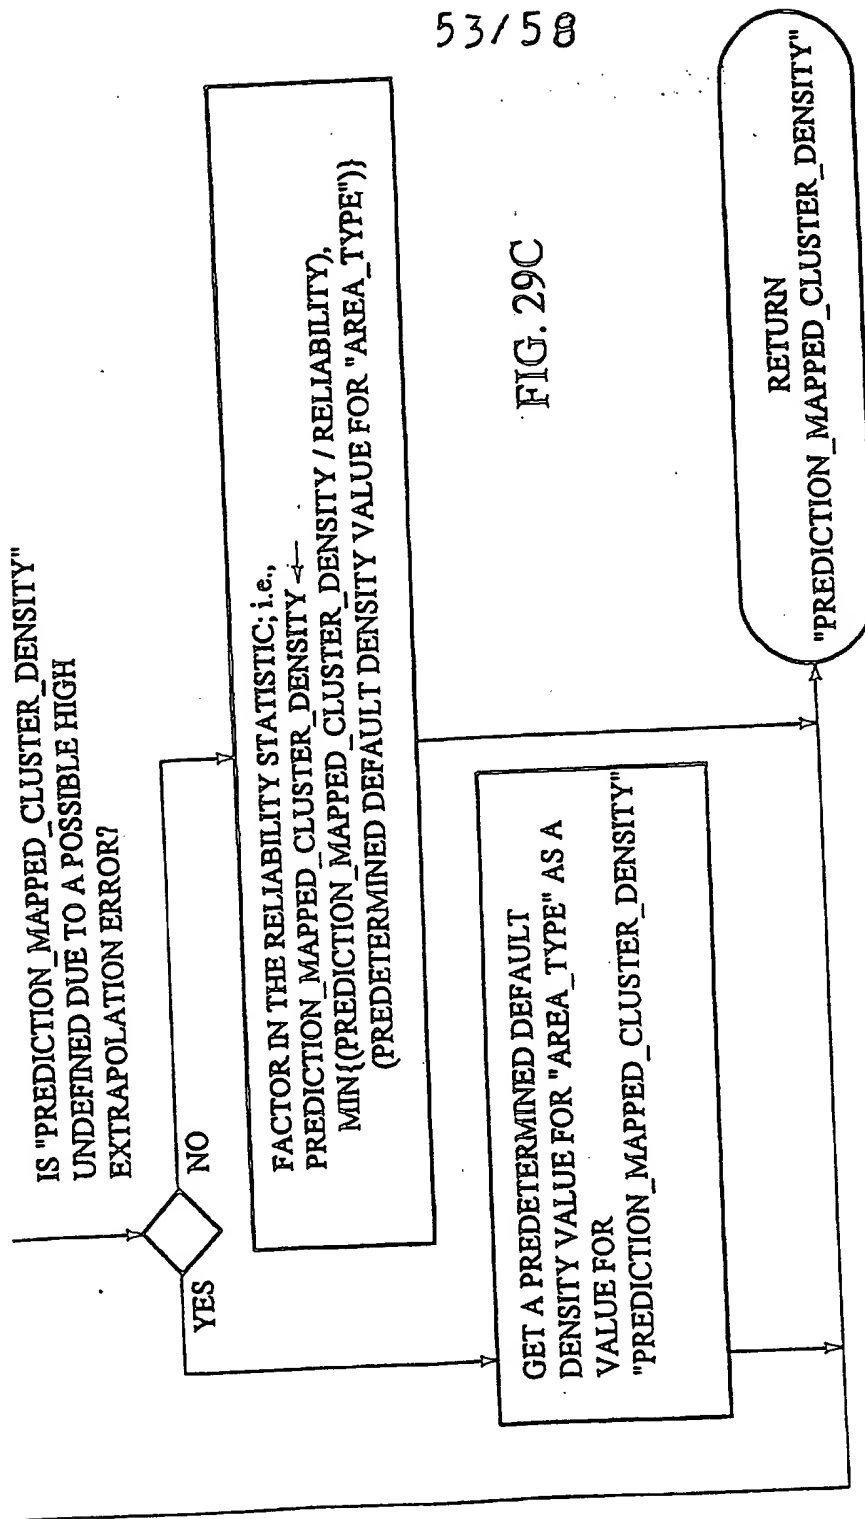 53/58
IS "PREDICTION_MAPPED_CLUSTER_DENSITY"
UNDEFINED DUE TO A POSSIBLE HIGH
EXTRAPOLATION ERROR?
YES
NO
FACTOR IN THE RELIABILITY STATISTIC; i.e.,
PREDICTION_MAPPED_CLUSTER_DENSITY ←
MIN{(PREDICTION_MAPPED_CLUSTER_DENSITY / RELIABILITY),
(PREDETERMINED DEFAULT DENSITY VALUE FOR "AREA_TYPE")}
GET A PREDETERMINED DEFAULT
DENSITY VALUE FOR "AREA_TYPE" AS A
VALUE FOR
"PREDICTION_MAPPED_CLUSTER_DENSITY"
FIG. 29C
RETURN
"PREDICTION_MAPPED_CLUSTER_DENSITY"